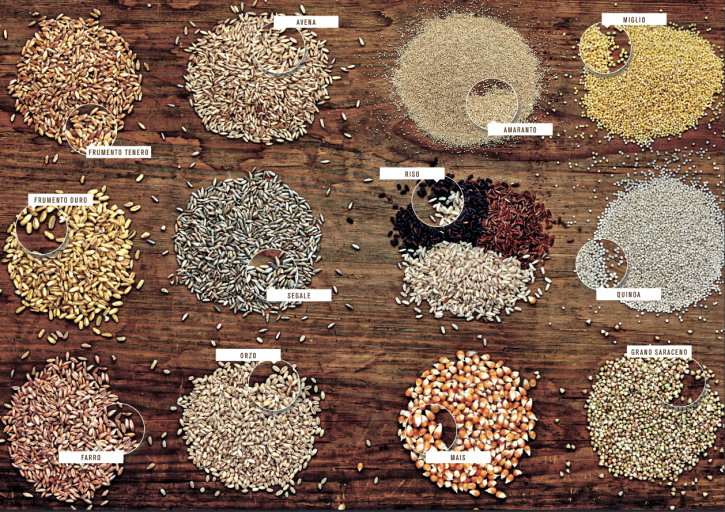 AVENA
MIGLIO
AMARANTO
FRUMENTO TENERO
RISO
FRUMENTO DURO
SEGALE
QUINOA
ORZO
GRANO SARACENO
FARRO
MAIS